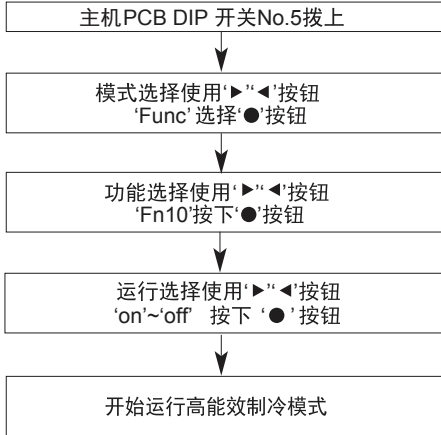 主机PCB DIP 开关No.5拨上
模式选择使用‘▶’‘◀’按钮
‘Func’ 选择‘●’按钮
功能选择使用‘▶’‘◀’按钮
‘Fn10’按下‘●’按钮
运行选择使用‘▶’‘◀’按钮
‘on’~‘off’ 按下 ‘●’按钮
开始运行高能效制冷模式